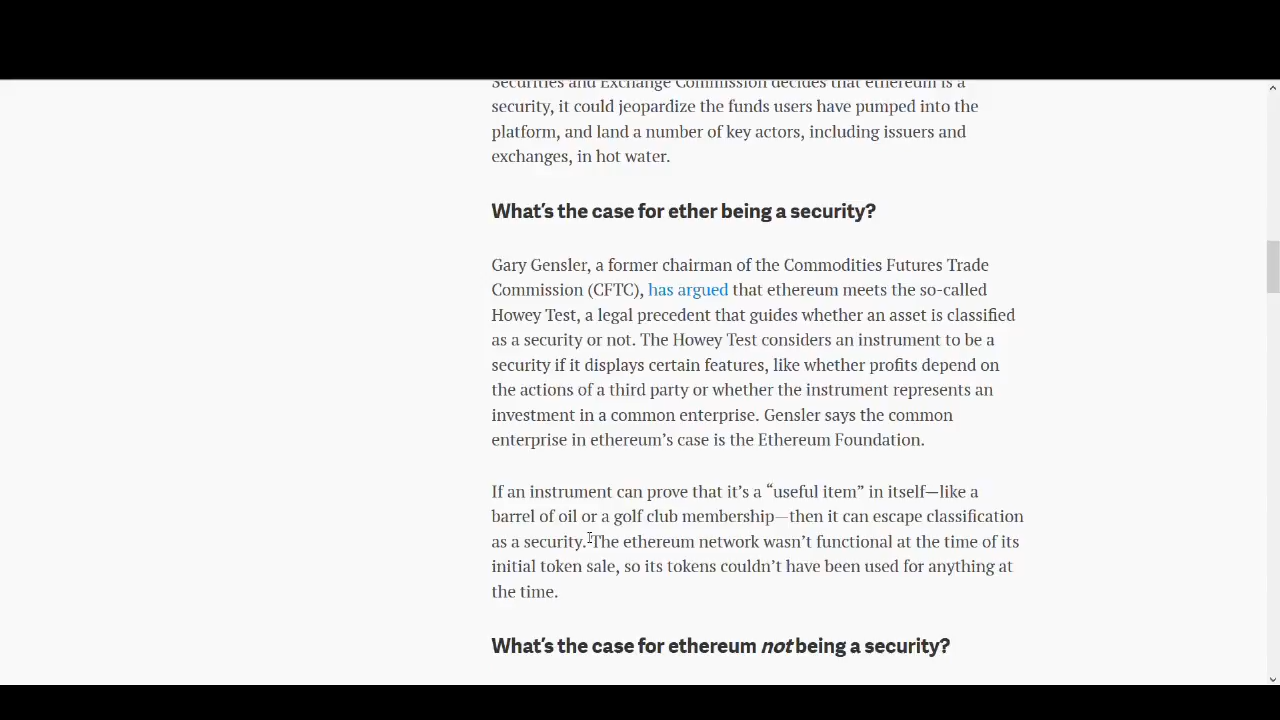 Securities and Exchange Commission decides that ethereum is a
security, it could jeopardize the funds users have pumped into the
platform, and land a number of key actors, including issuers and
exchanges, in hot water.
What's the case for ether being a security?
Gary Gensler, a former chairman of the Commodities Futures Trade
Commission (CFTC), has argued that ethereum meets the so-called
Howey Test, a legal precedent that guides whether an asset is classified
as a security or not. The Howey Test considers an instrument to be a
security if it displays certain features, like whether profits depend on
the actions of a third party or whether the instrument represents an
investment in a common enterprise. Gensler says the common
enterprise in ethereum's case is the Ethereum Foundation.
If an instrument can prove that it's a “useful item” in itself—like a
barrel of oil or a golf club membership—then it can escape classification
as a security. The ethereum network wasn't functional at the time of its
initial token sale, so its tokens couldn't have been used for anything at
the time.
What's the case for ethereum not being a security?